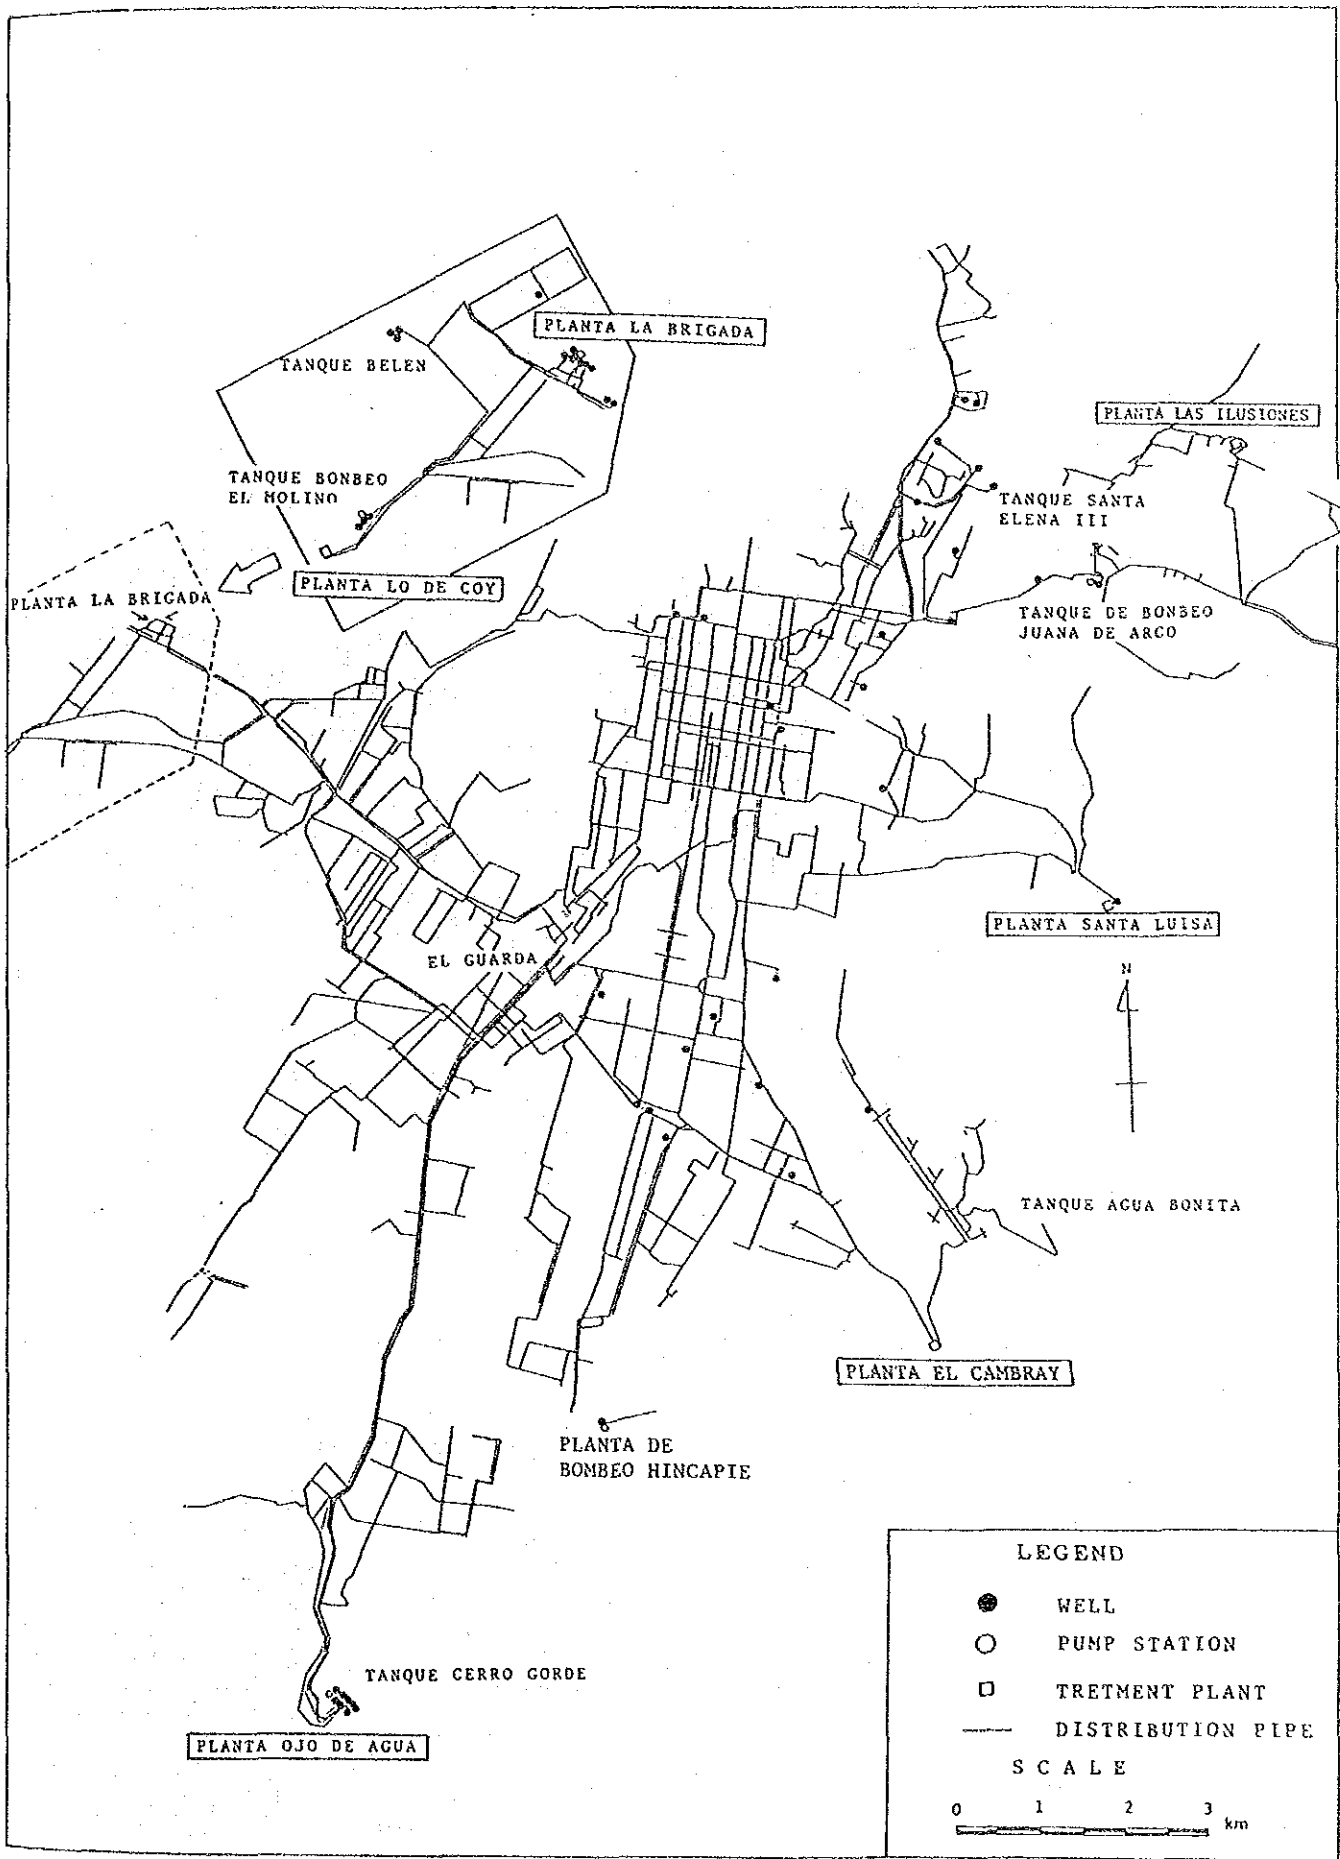 PLANTA LA BRIGADA
TANQUE BELEN
PLANTA LAS ILUSIONES
TANQUE BONBEO
EL MOLINO
TANQUE SANTA
ELENA III
PLANTA LO DE COY
PLANTA LA BRIGADA
TANQUE DE BONBEO
JUANA DE ARCO
PLANTA SANTA LUISA
EL GUARDA
N
TANQUE AGUA BONITA
PLANTA EL CAMBRAY
PLANTA DE
BOMBEO HINCAPIE
TANQUE CERRO GORDE
PLANTA OJO DE AGUA
LEGEND
WELL
PUMP STATION
TRETMENT PLANT
DISTRIBUTION PIPE
SCALE
0 1 2 3 km